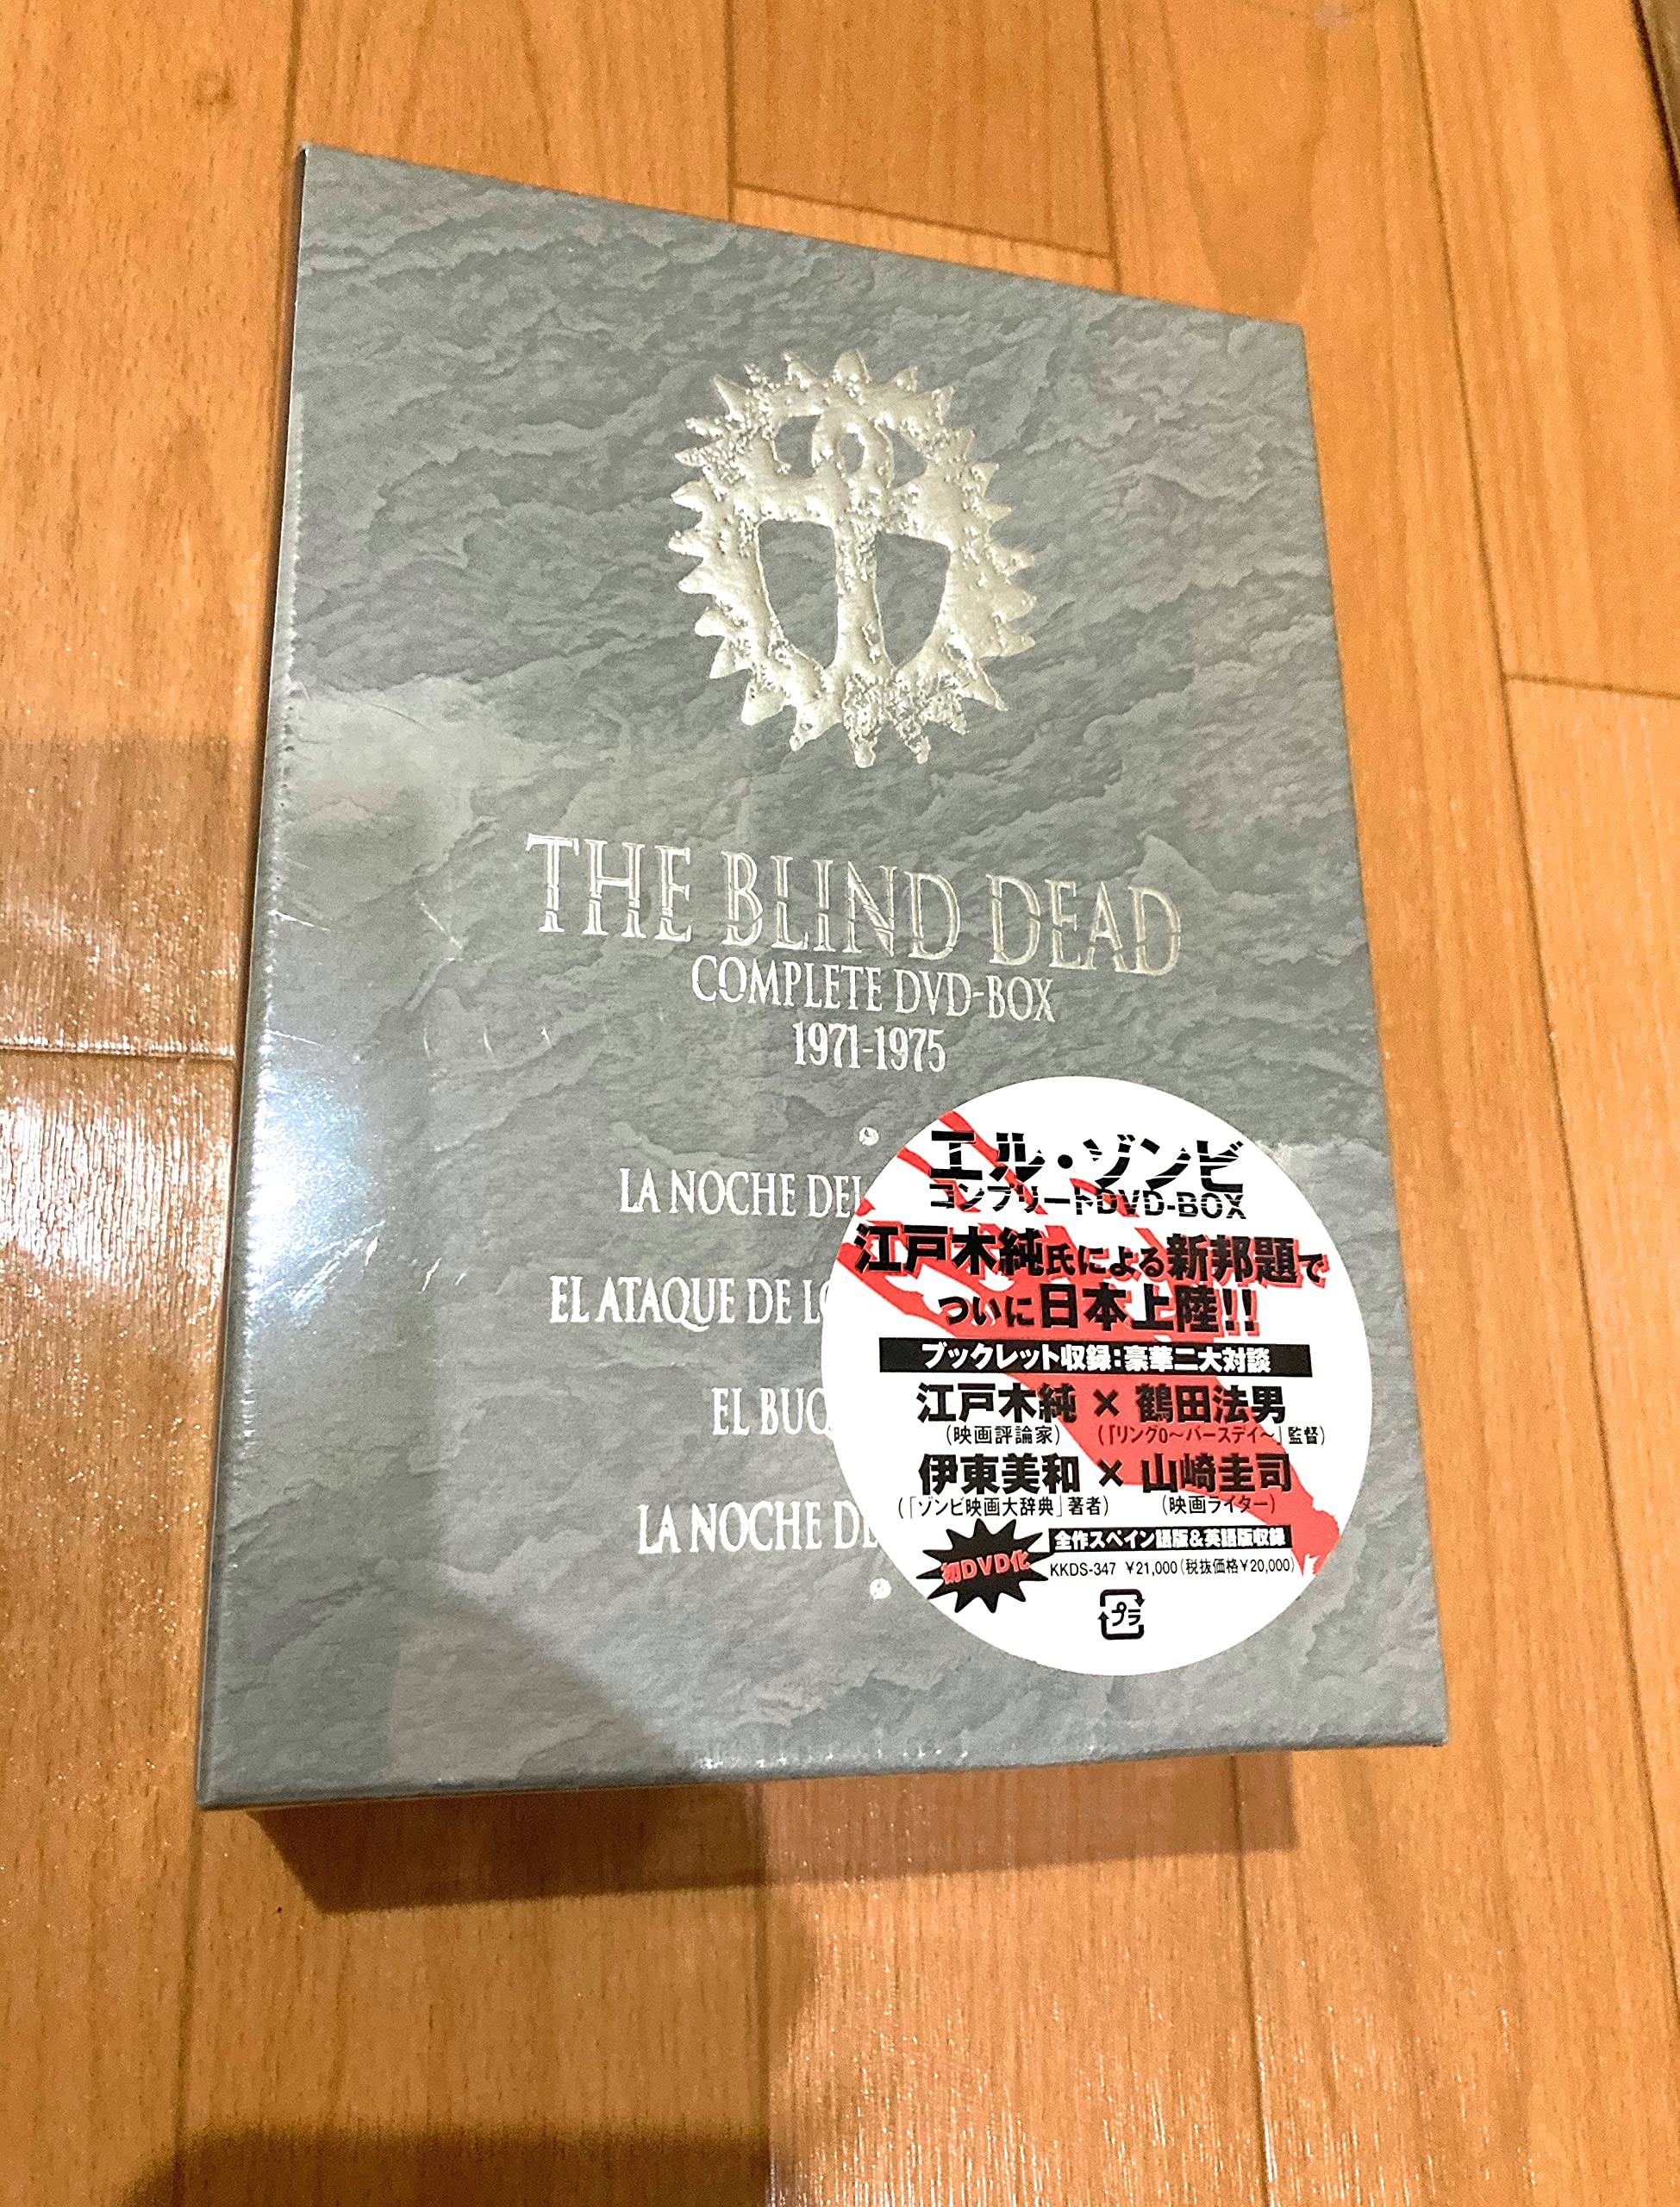 THE BLIND DEAD
COMPLETE DVD-BOX
1971-1975
LA NOCHE DEL
EL ATAQUE DE
EL
LA NOCHE DE
エル・ゾンビ
コンプリートDVD-BOX
江戸木純氏による新邦題で
ついに日本上陸!!
ブックレット収録:豪華二大対談
江戸木純 × 鶴田法男
(映画評論家) (「リング0〜バースデイ〜」監督)
伊東美和 × 山崎圭司
(「ゾンビ映画大辞典」著者) (映画ライター)
初DVD化
全作スペイン語版&英語版収録
KKDS-347 ¥21,000(税抜価格¥20,000)
プラ